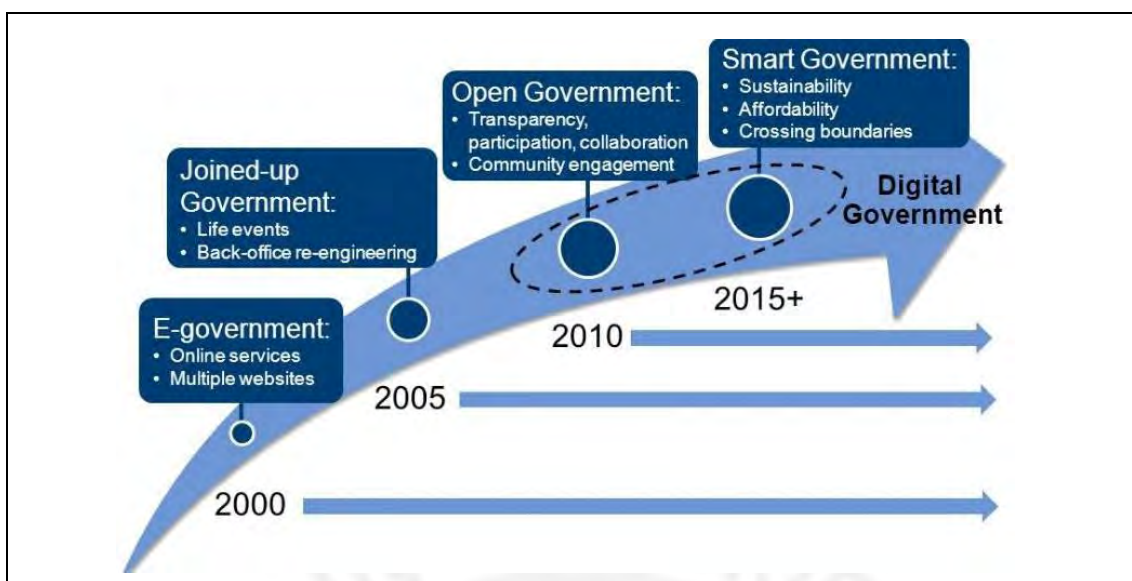 Smart Government:
• Sustainability
• Affordability
• Crossing boundaries
Open Government:
• Transparency,
participation, collaboration
• Community engagement
Joined-up
Government:
• Life events
• Back-office re-engineering
E-government:
• Online services
• Multiple websites
Digital
Government
2015+
2010
2005
2000